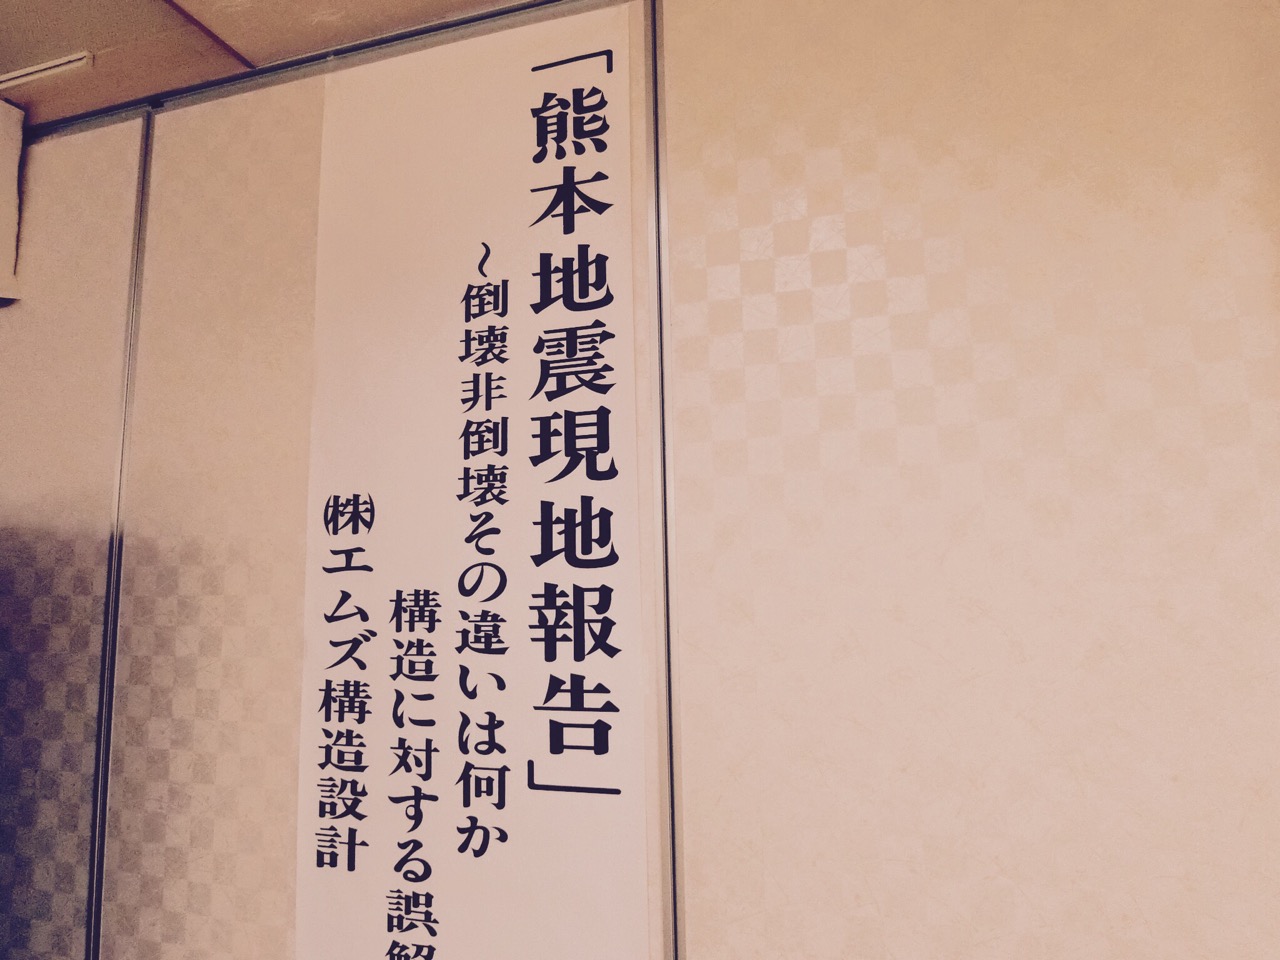 「熊本地震現地報告」
~倒壊非倒壊その違いは何か
構造に対する誤解
㈱エムズ構造設計